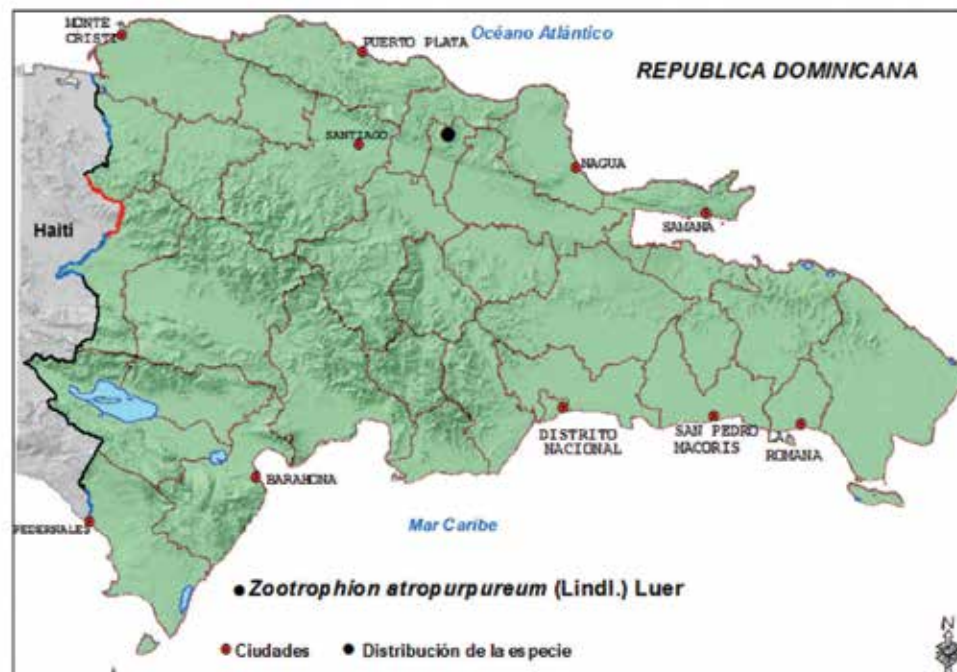 MONTE
CRISTI
PUERTO PLATA
Océano Atlántico
REPUBLICA DOMINICANA
SANTIAGO
NAGUA
SAMANA
Haití
DISTRITO
NACIONAL
SAN PEDRO
MACORIS
LA
ROMANA
BARAHONA
PEDERNALES
Mar Caribe
Zootrophion atropurpureum (Lindl.) Luer
Ciudades
Distribución de la especie
N